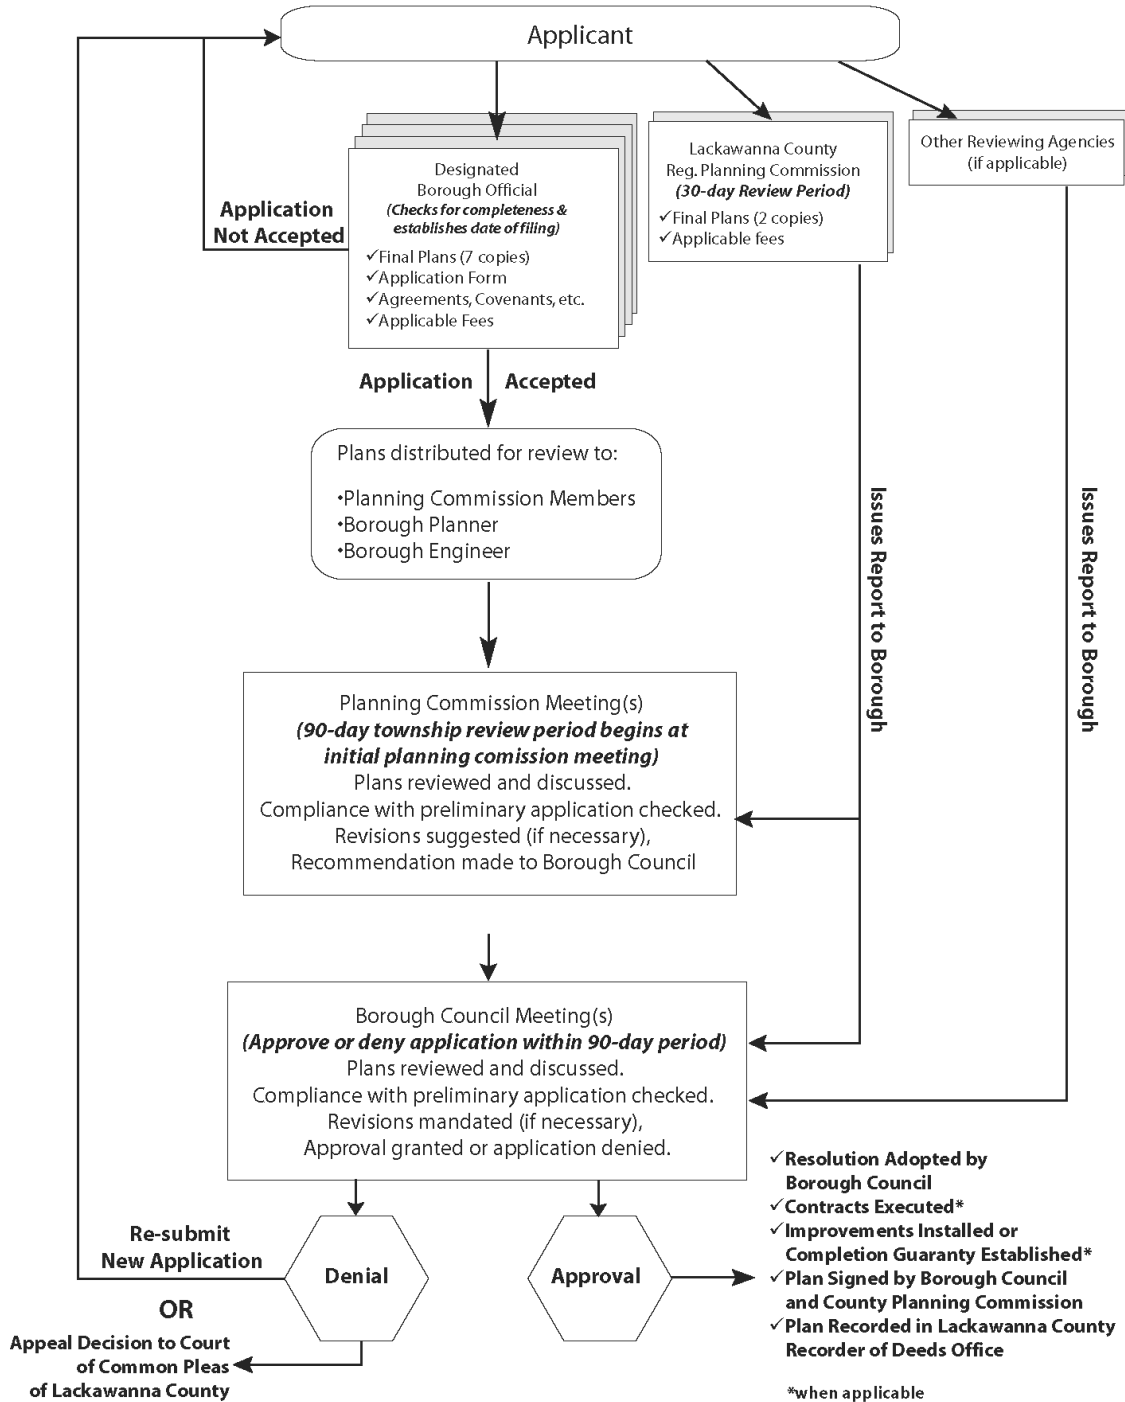 Applicant
Designated
Borough Official
(Checks for completeness &
establishes date of filing)
✓Final Plans (7 copies)
✓Application Form
✓Agreements, Covenants, etc.
✓Applicable Fees
Lackawanna County
Reg. Planning Commission
(30-day Review Period)
✓Final Plans (2 copies)
✓Applicable fees
Other Reviewing Agencies
(if applicable)
Application
Not Accepted
Application Accepted
Plans distributed for review to:
•Planning Commission Members
•Borough Planner
•Borough Engineer
Issues Report to Borough
Issues Report to Borough
Planning Commission Meeting(s)
(90-day township review period begins at
initial planning comission meeting)
Plans reviewed and discussed.
Compliance with preliminary application checked.
Revisions suggested (if necessary),
Recommendation made to Borough Council
Borough Council Meeting(s)
(Approve or deny application within 90-day period)
Plans reviewed and discussed.
Compliance with preliminary application checked.
Revisions mandated (if necessary),
Approval granted or application denied.
Re-submit
New Application
OR
Appeal Decision to Court
of Common Pleas
of Lackawanna County
Denial
Approval
✓Resolution Adopted by
Borough Council
✓Contracts Executed*
✓Improvements Installed or
Completion Guaranty Established*
✓Plan Signed by Borough Council
and County Planning Commission
✓Plan Recorded in Lackawanna County
Recorder of Deeds Office
*when applicable